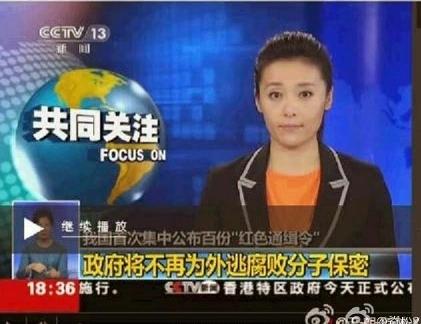 CCTV 13
新闻
共同关注
FOCUS ON
继续播放
我国首次集中公布百份"红色通缉令"
政府将不再为外逃腐败分子保密
18:36 施行。 CCTV 香港特区政府今天正式公